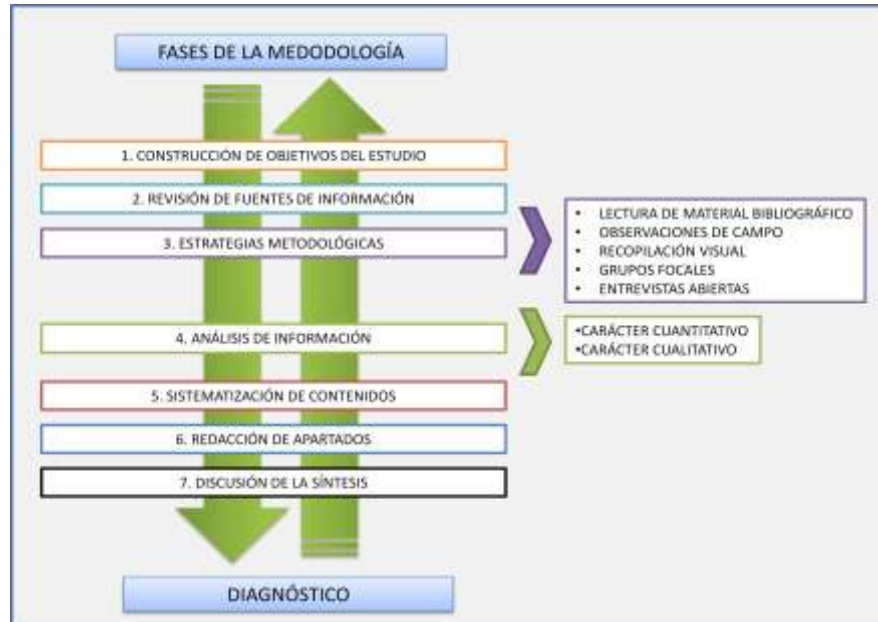 FASES DE LA MEDODOLOGÍA
1. CONSTRUCCIÓN DE OBJETIVOS DEL ESTUDIO
2. REVISIÓN DE FUENTES DE INFORMACIÓN
3. ESTRATEGIAS METODOLÓGICAS
• LECTURA DE MATERIAL BIBLIOGRÁFICO
• OBSERVACIONES DE CAMPO
• RECOPILACIÓN VISUAL
• GRUPOS FOCALES
• ENTREVISTAS ABIERTAS
4. ANÁLISIS DE INFORMACIÓN
•CARÁCTER CUANTITATIVO
•CARÁCTER CUALITATIVO
5. SISTEMATIZACIÓN DE CONTENIDOS
6. REDACCIÓN DE APARTADOS
7. DISCUSIÓN DE LA SÍNTESIS
DIAGNÓSTICO